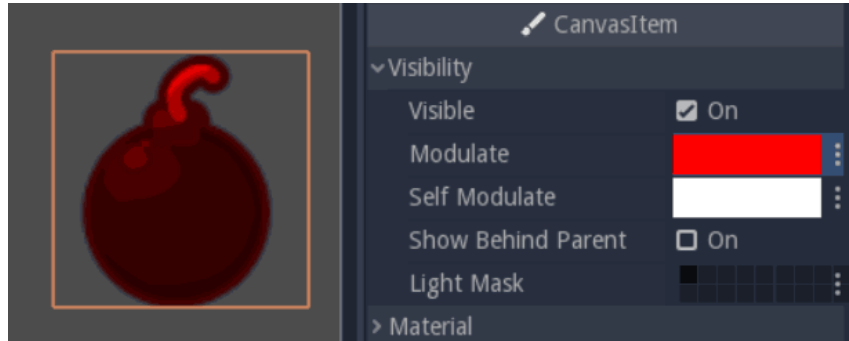 CanvasItem
Visibility
Visible On
Modulate
Self Modulate
Show Behind Parent On
Light Mask
Material